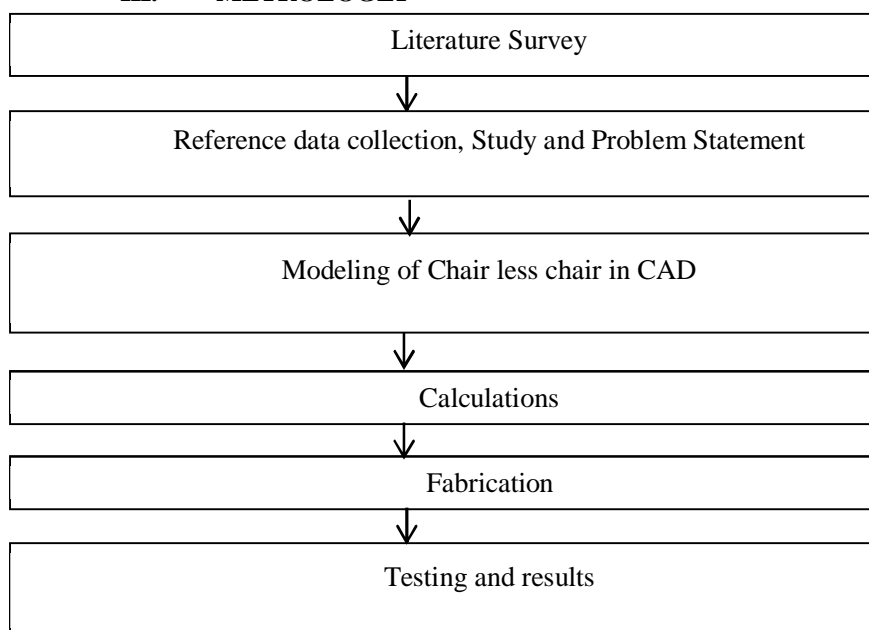 III.
Literature Survey
Reference data collection, Study and Problem Statement
Modeling of Chair less chair in CAD
Calculations
Fabrication
Testing and results